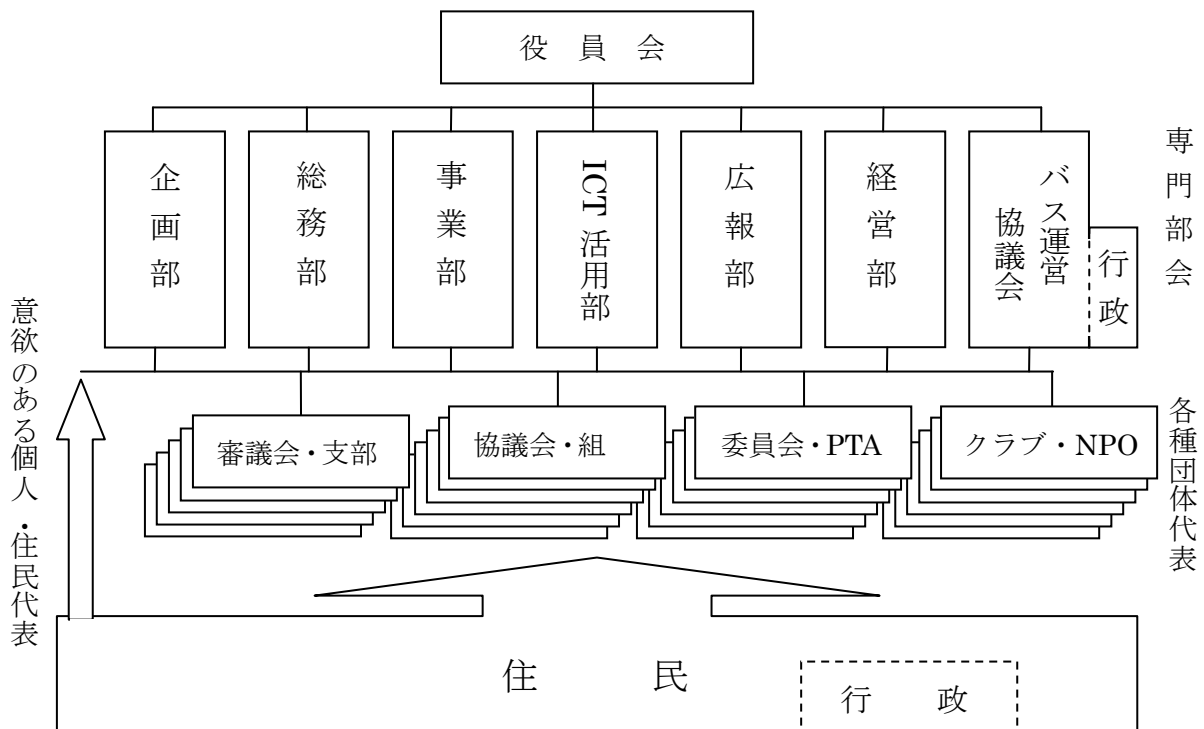 役員会
企画部
総務部
事業部
ICT活用部
広報部
経営部
バス運営
協議会
行政
専門部会
意欲のある個人・住民代表
審議会・支部
協議会・組
委員会・PTA
クラブ・NPO
各種団体代表
住民
行政